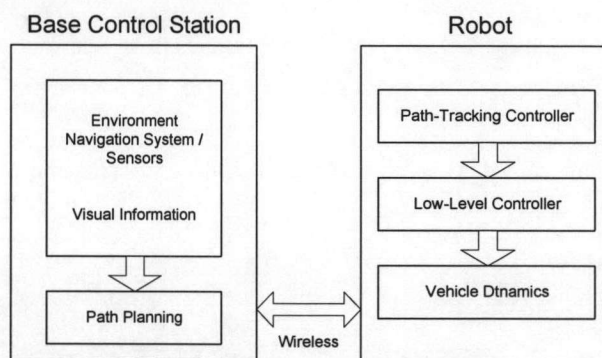 Base Control Station
Environment
Navigation System /
Sensors
Visual Information
Path Planning
Wireless
Robot
Path-Tracking Controller
Low-Level Controller
Vehicle Dtnamics